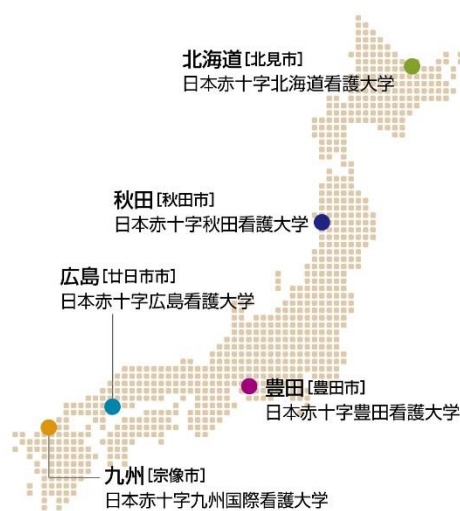 北海道[北見市]
日本赤十字北海道看護大学
秋田[秋田市]
日本赤十字秋田看護大学
広島[廿日市市]
日本赤十字広島看護大学
豊田[豊田市]
日本赤十字豊田看護大学
九州[宗像市]
日本赤十字九州国際看護大学